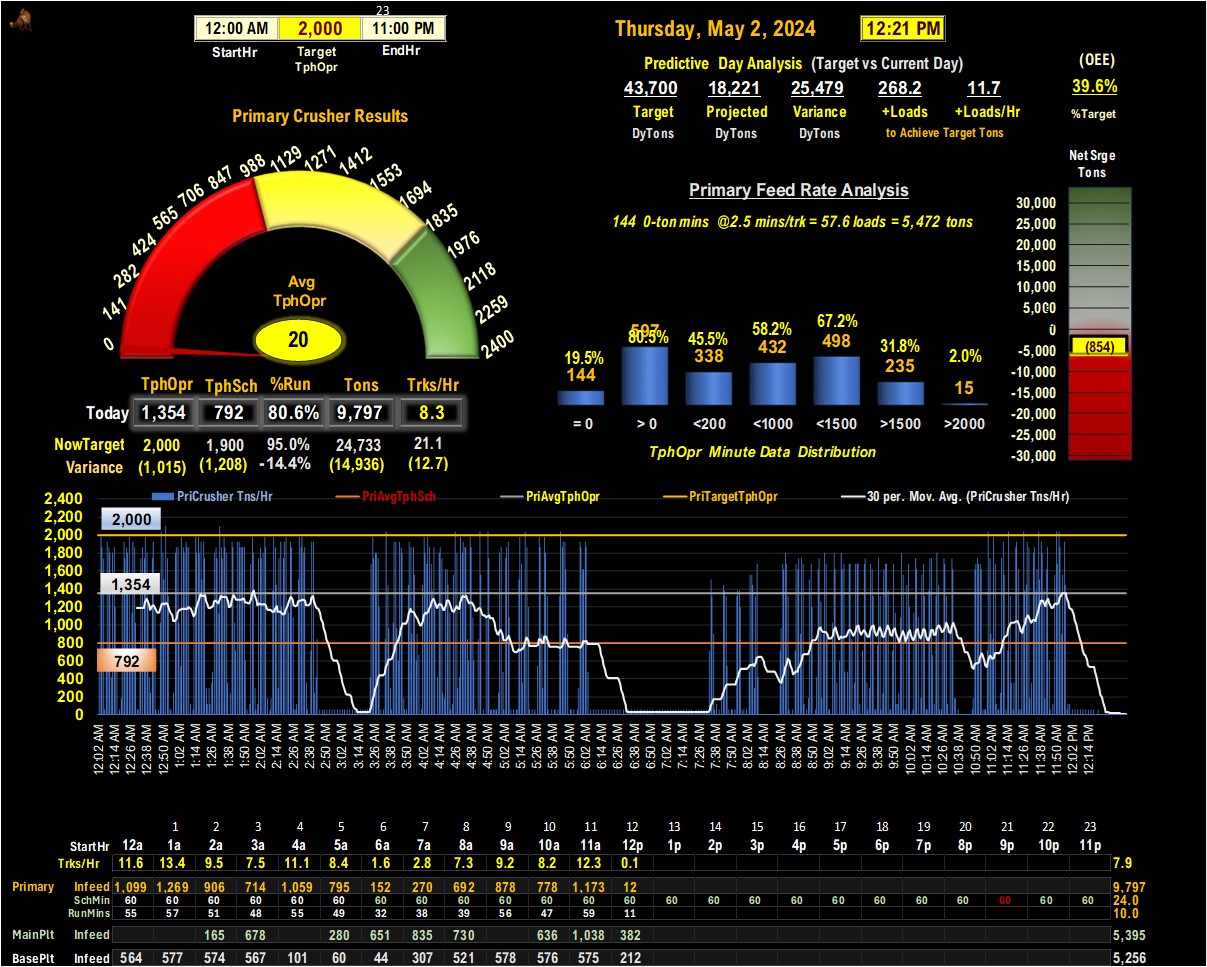 23
12:00 AM 2,000 11:00 PM
StartHr Target TphOpr EndHr
Thursday, May 2, 2024 12:21 PM
Predictive Day Analysis (Target vs Current Day)
43,700 18,221 25,479 268.2 11.7
Target Projected Variance +Loads +Loads/Hr
DyTons DyTons DyTons to Achieve Target Tons
(OEE)
39.6%
%Target
Primary Crusher Results
0 141 282 424 565 706 847 988 1129 1271 1412 1553 1694 1835 1976 2118 2259 2400
Avg
TphOpr
20
TphOpr TphSch %Run Tons Trks/Hr
Today 1,354 792 80.6% 9,797 8.3
NowTarget 2,000 1,900 95.0% 24,733 21.1
Variance (1,015) (1,208) -14.4% (14,936) (12.7)
Primary Feed Rate Analysis
144 0-ton mins @2.5 mins/trk = 57.6 loads = 5,472 tons
19.5% 80.5% 45.5% 58.2% 67.2% 31.8% 2.0%
144 597 338 432 498 235 15
= 0 > 0 <200 <1000 <1500 >1500 >2000
TphOpr Minute Data Distribution
Net Srge
Tons
30,000
25,000
20,000
15,000
10,000
5,000
0
-5,000
-10,000
-15,000
-20,000
-25,000
-30,000
(854)
PriCrusher Tns/Hr PriAvgTphSch PriAvgTphOpr PriTargetTphOpr 30 per. Mov. Avg. (PriCrusher Tns/Hr)
2,400
2,200
2,000
1,800
1,600
1,400
1,200
1,000
800
600
400
200
0
2,000
1,354
792
12:02 AM 12:14 AM 12:26 AM 12:38 AM 12:50 AM 1:02 AM 1:14 AM 1:26 AM 1:38 AM 1:50 AM 2:02 AM 2:14 AM 2:26 AM 2:38 AM 2:50 AM 3:02 AM 3:14 AM 3:26 AM 3:38 AM 3:50 AM 4:02 AM 4:14 AM 4:26 AM 4:38 AM 4:50 AM 5:02 AM 5:14 AM 5:26 AM 5:38 AM 5:50 AM 6:02 AM 6:14 AM 6:26 AM 6:38 AM 6:50 AM 7:02 AM 7:14 AM 7:26 AM 7:38 AM 7:50 AM 8:02 AM 8:14 AM 8:26 AM 8:38 AM 8:50 AM 9:02 AM 9:14 AM 9:26 AM 9:38 AM 9:50 AM 10:02 AM 10:14 AM 10:26 AM 10:38 AM 10:50 AM 11:02 AM 11:14 AM 11:26 AM 11:38 AM 11:50 AM 12:02 PM 12:14 PM
1 2 3 4 5 6 7 8 9 10 11 12 13 14 15 16 17 18 19 20 21 22 23
StartHr 12a 1a 2a 3a 4a 5a 6a 7a 8a 9a 10a 11a 12p 1p 2p 3p 4p 5p 6p 7p 8p 9p 10p 11p
Trks/Hr 11.6 13.4 9.5 7.5 11.1 8.4 1.6 2.8 7.3 9.2 8.2 12.3 0.1 7.9
Primary Infeed 1,099 1,269 906 714 1,059 795 152 270 692 878 778 1,173 12 9,797
SchMin 60 60 60 60 60 60 60 60 60 60 60 60 60 60 60 60 60 60 60 60 60 60 60 60 24.0
RunMins 55 57 51 48 55 49 32 38 39 56 47 59 11 10.0
MainPlt Infeed 165 678 280 651 835 730 636 1,038 382 5,395
BasePlt Infeed 564 577 574 567 101 60 44 307 521 578 576 575 212 5,256